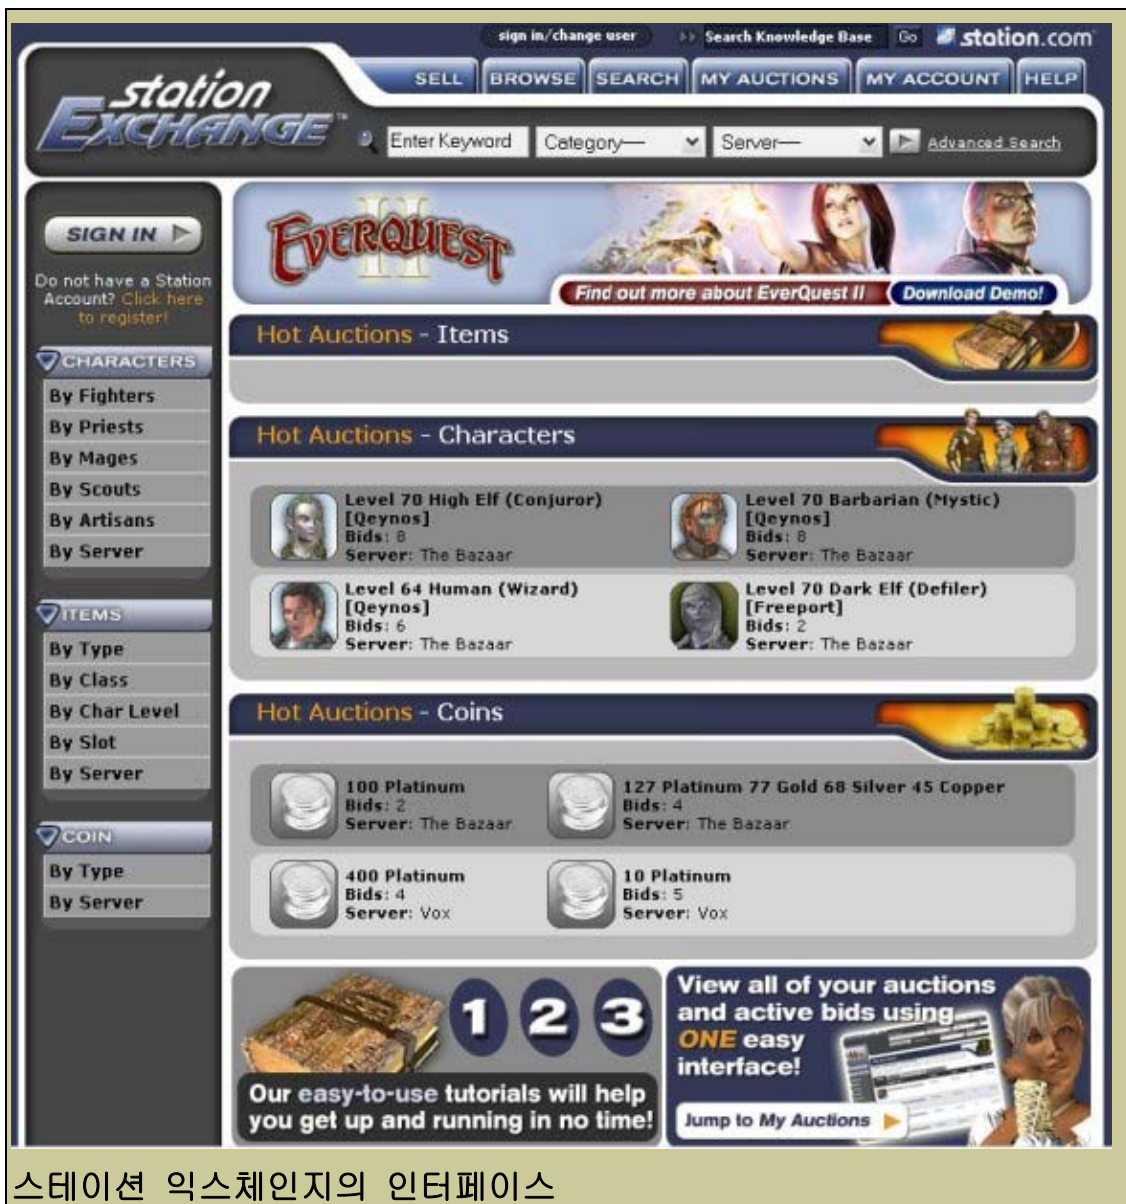 sign in/change user
Search Knowledge Base Go station.com
SELL BROWSE SEARCH MY AUCTIONS MY ACCOUNT HELP
station
EXCHANGE™
Enter Keyword Category— Server— Advanced Search
SIGN IN
Do not have a Station
Account? Click here
to register!
CHARACTERS
By Fighters
By Priests
By Mages
By Scouts
By Artisans
By Server
ITEMS
By Type
By Class
By Char Level
By Slot
By Server
COIN
By Type
By Server
EVERQUEST II
Find out more about EverQuest II Download Demo!
Hot Auctions - Items
Hot Auctions - Characters
Level 70 High Elf (Conjuror)
[Qeynos]
Bids: 8
Server: The Bazaar
Level 70 Barbarian (Mystic)
[Qeynos]
Bids: 8
Server: The Bazaar
Level 64 Human (Wizard)
[Qeynos]
Bids: 6
Server: The Bazaar
Level 70 Dark Elf (Defiler)
[Freeport]
Bids: 2
Server: The Bazaar
Hot Auctions - Coins
100 Platinum
Bids: 2
Server: The Bazaar
127 Platinum 77 Gold 68 Silver 45 Copper
Bids: 4
Server: The Bazaar
400 Platinum
Bids: 4
Server: Vox
10 Platinum
Bids: 5
Server: Vox
1 2 3
Our easy-to-use tutorials will help
you get up and running in no time!
View all of your auctions
and active bids using
ONE easy
interface!
Jump to My Auctions
스테이션 익스체인지의 인터페이스